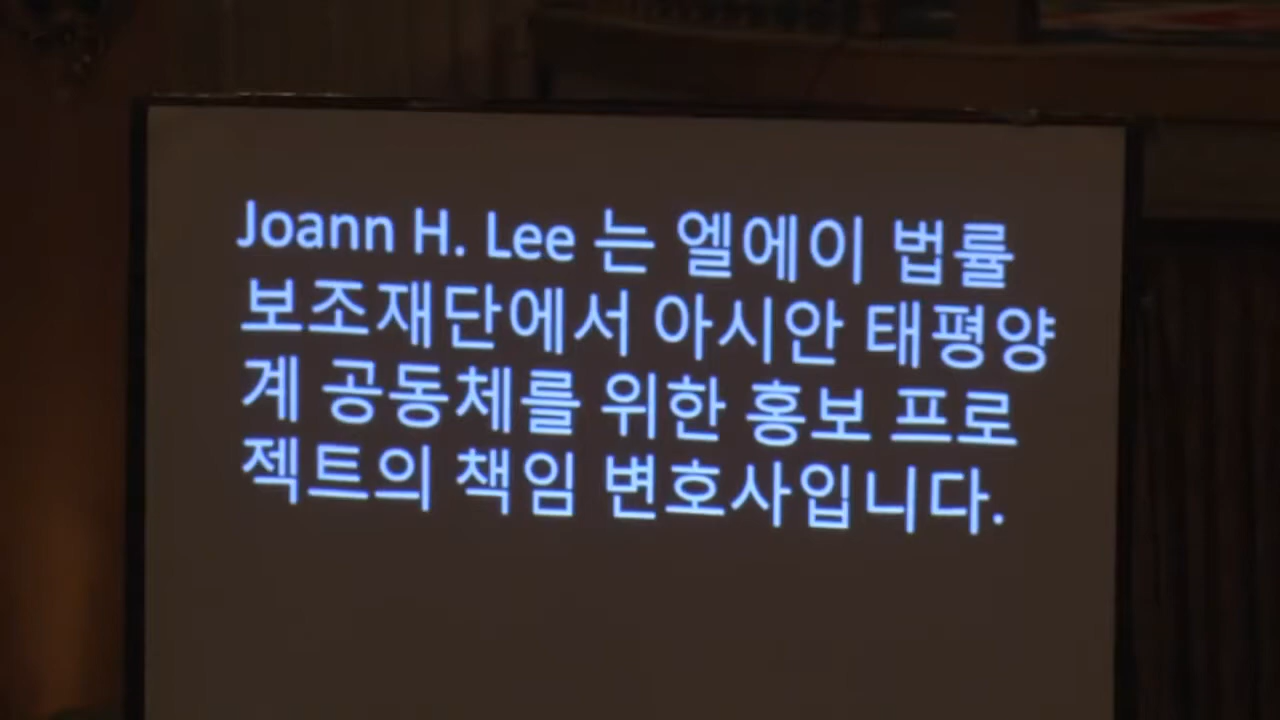 Joann H. Lee 는 엘에이 법률
보조재단에서 아시안 태평양
계 공동체를 위한 홍보 프로
젝트의 책임 변호사입니다.